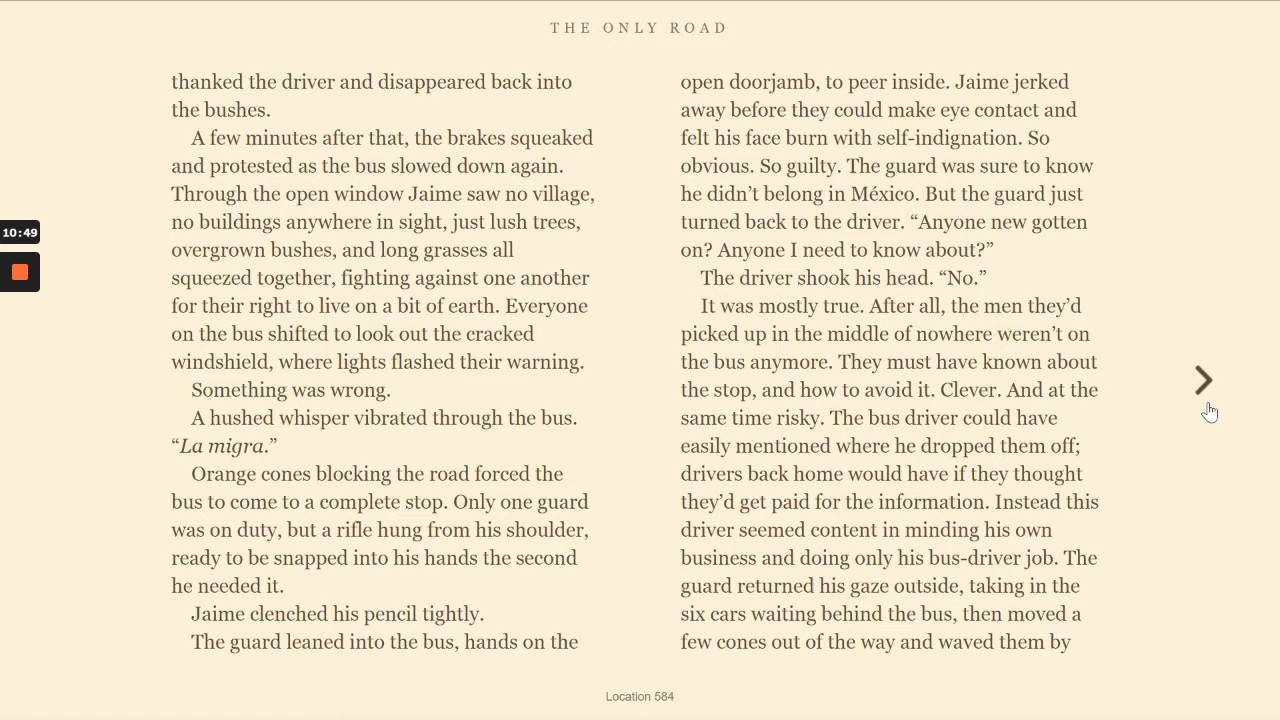 THE ONLY ROAD
thanked the driver and disappeared back into
the bushes.
A few minutes after that, the brakes squeaked
and protested as the bus slowed down again.
Through the open window Jaime saw no village,
no buildings anywhere in sight, just lush trees,
overgrown bushes, and long grasses all
squeezed together, fighting against one another
for their right to live on a bit of earth. Everyone
on the bus shifted to look out the cracked
windshield, where lights flashed their warning.
Something was wrong.
A hushed whisper vibrated through the bus.
“La migra.”
Orange cones blocking the road forced the
bus to come to a complete stop. Only one guard
was on duty, but a rifle hung from his shoulder,
ready to be snapped into his hands the second
he needed it.
Jaime clenched his pencil tightly.
The guard leaned into the bus, hands on the
open doorjamb, to peer inside. Jaime jerked
away before they could make eye contact and
felt his face burn with self-indignation. So
obvious. So guilty. The guard was sure to know
he didn’t belong in México. But the guard just
turned back to the driver. “Anyone new gotten
on? Anyone I need to know about?”
The driver shook his head. “No.”
It was mostly true. After all, the men they’d
picked up in the middle of nowhere weren’t on
the bus anymore. They must have known about
the stop, and how to avoid it. Clever. And at the
same time risky. The bus driver could have
easily mentioned where he dropped them off;
drivers back home would have if they thought
they’d get paid for the information. Instead this
driver seemed content in minding his own
business and doing only his bus-driver job. The
guard returned his gaze outside, taking in the
six cars waiting behind the bus, then moved a
few cones out of the way and waved them by
10:49
Location 584